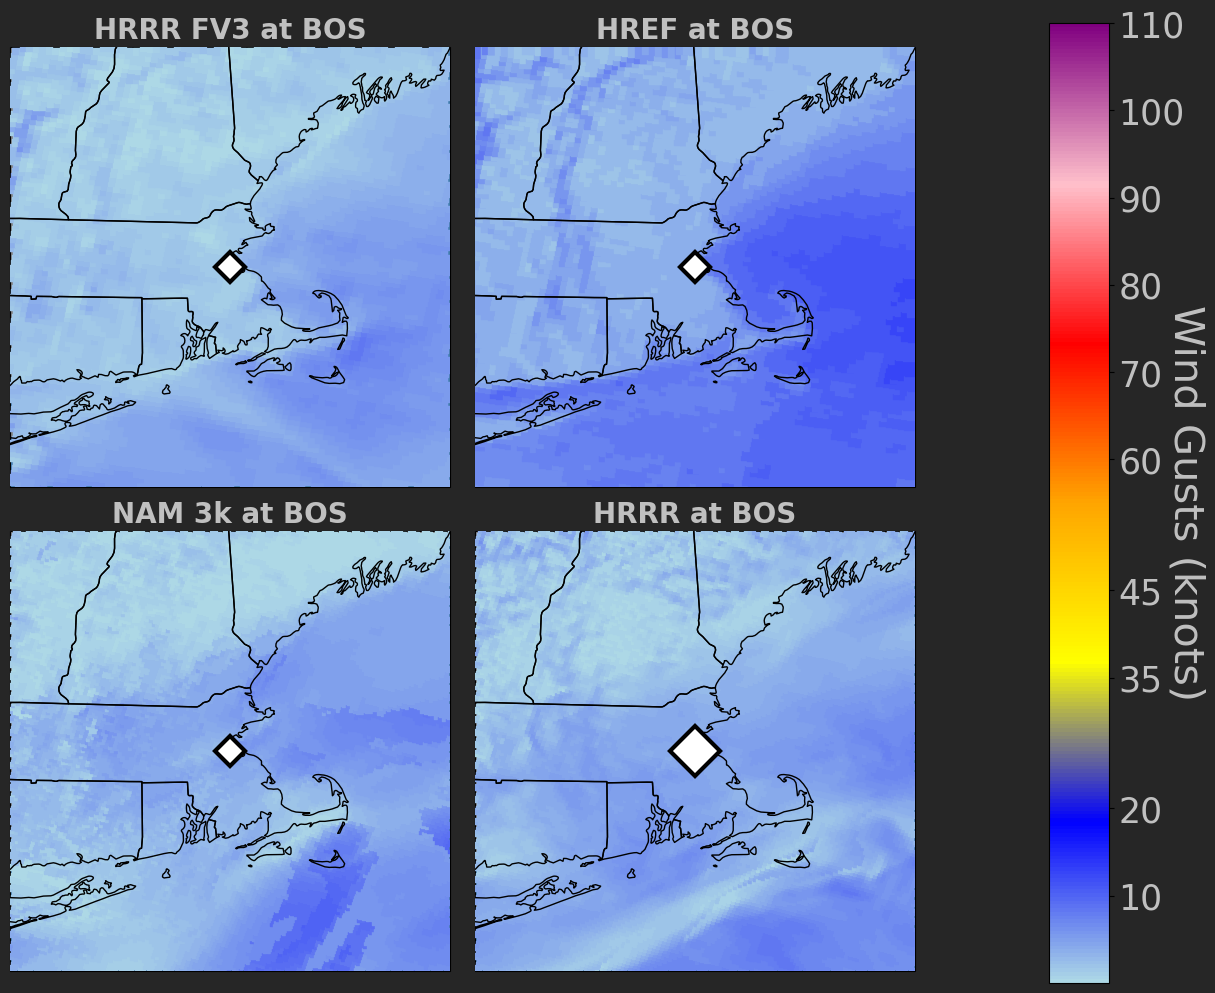 HRRR FV3 at BOS
HREF at BOS
NAM 3k at BOS
HRRR at BOS
110
100
90
80
70
60
45
35
20
10
Wind Gusts (knots)